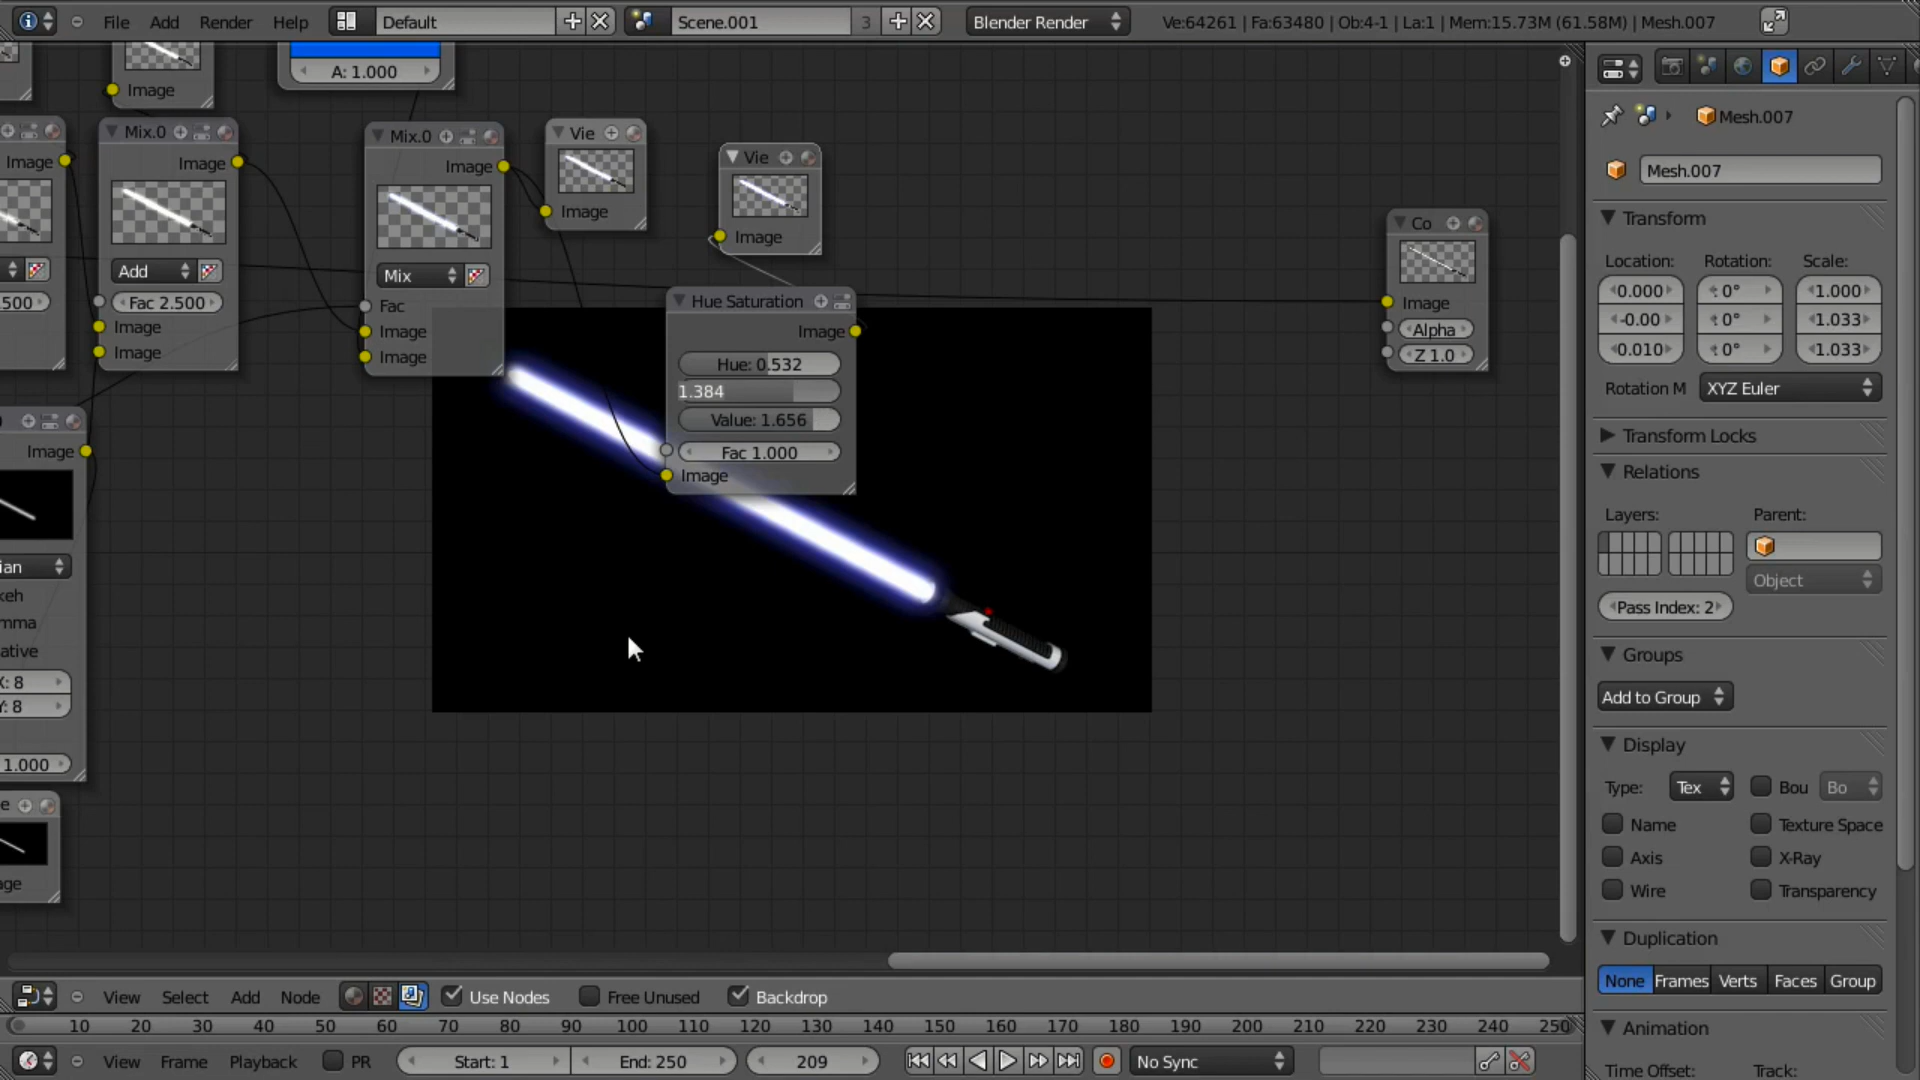 File Add Render Help Default Scene.001 3 Blender Render Ve:64261 | Fa:63480 | Ob:4-1 | La:1 | Mem:15.73M (61.58M) | Mesh.007
A: 1.000
Image
Mix.0
Image
Add
Fac 2.500
Image
Image
Mix.0
Image
Mix
Fac
Image
Image
Vie
Image
Vie
Image
Hue Saturation
Image
Hue: 0.532
1.384
Value: 1.656
Fac 1.000
Image
Co
Image
Alpha
Z 1.0
Image
.500
Image
ian
keh
mma
ative
X: 8
Y: 8
1.000
e
age
Mesh.007
Mesh.007
Transform
Location: Rotation: Scale:
0.000 0° 1.000
-0.00 0° 1.033
0.010 0° 1.033
Rotation M XYZ Euler
Transform Locks
Relations
Layers: Parent:
Object
Pass Index: 2
Groups
Add to Group
Display
Type: Tex Bou Bo
Name Texture Space
Axis X-Ray
Wire Transparency
Duplication
None Frames Verts Faces Group
Animation
Time Offset: Track:
View Select Add Node Use Nodes Free Unused Backdrop
10 20 30 40 50 60 70 80 90 100 110 120 130 140 150 160 170 180 190 200 210 220 230 240 250
View Frame Playback PR Start: 1 End: 250 209 No Sync